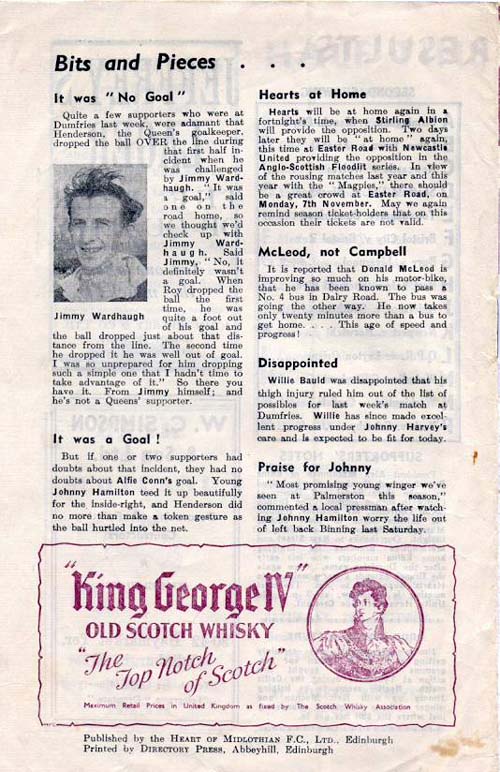 Bits and Pieces . . .
It was "No Goal"
Quite a few supporters who were at
Dumfries last week, were adamant that
Henderson, the Queen's goalkeeper,
dropped the ball OVER the line during
that first half in-
cident when he
was challenged
by Jimmy Ward-
haugh. "It was
a goal," said
one on the
road home, so
we thought we'd
check up with
Jimmy Ward-
haugh. Said
Jimmy, "No, it
definitely wasn't
a goal. When
Roy dropped the
ball the first
time, he was
quite a foot out
of his goal and
Jimmy Wardhaugh
the ball dropped just about that dis-
tance from the line. The second time
he dropped it he was well out of goal.
I was so unprepared for him dropping
such a simple one that I hadn't time to
take advantage of it." So there you
have it. From Jimmy himself; and
he's not a Queens' supporter.
It was a Goal !
But if one or two supporters had
doubts about that incident, they had no
doubts about Alfie Conn's goal. Young
Johnny Hamilton teed it up beautifully
for the inside-right, and Henderson did
no more than make a token gesture as
the ball hurtled into the net.
Hearts at Home
Hearts will be at home again in a
fortnight's time, when Stirling Albion
will provide the opposition. Two days
later they will be "at home" again,
this time at Easter Road with Newcastle
United providing the opposition in the
Anglo-Scottish Floodlit series. In view
of the rousing matches last year and this
year with the "Magpies," there should
be a great crowd at Easter Road, on
Monday, 7th November. May we again
remind season ticket-holders that on this
occasion their tickets are not valid.
McLeod, not Campbell
It is reported that Donald McLeod is
improving so much on his motor-bike,
that he has been known to pass a
No. 4 bus in Dalry Road. The bus was
going the other way. He now takes
only twenty minutes more than a bus to
get home. . . . This age of speed and
progress!
Disappointed
Willie Bauld was disappointed that his
thigh injury ruled him out of the list of
possibles for last week's match at
Dumfries. Willie has since made excel-
lent progress under Johnny Harvey's
care and is expected to be fit for today.
Praise for Johnny
"Most promising young winger we've
seen at Palmerston this season,"
commented a local pressman after watch-
ing Johnny Hamilton worry the life out
of left back Binning last Saturday.
"King George IV"
OLD SCOTCH WHISKY
"The Top Notch
of Scotch"
Maximum Retail Prices in United Kingdom as fixed by The Scotch Whisky Association
Published by the HEART OF MIDLOTHIAN F.C., LTD., Edinburgh
Printed by DIRECTORY PRESS, Abbeyhill, Edinburgh